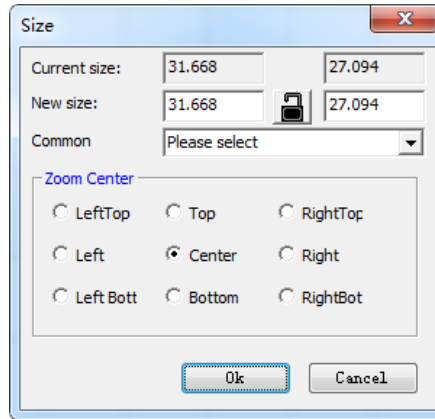 Size
Current size: 31.668 27.094
New size: 31.668 27.094
Common Please select
Zoom Center
LeftTop Top RightTop
Left Center Right
Left Bott Bottom RightBot
Ok Cancel